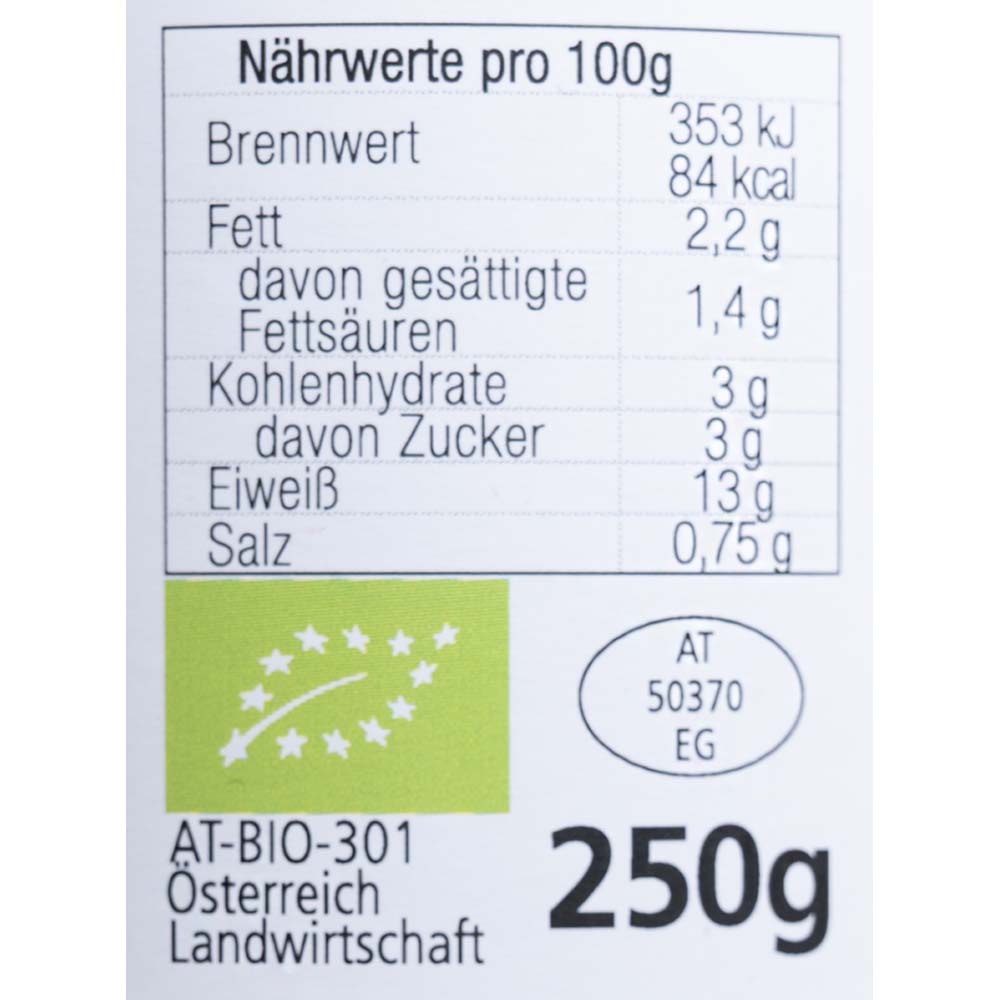 Nährwerte pro 100g
Brennwert 353 kJ
84 kcal
Fett 2,2 g
davon gesättigte
Fettsäuren 1,4 g
Kohlenhydrate 3 g
davon Zucker 3 g
Eiweiß 13 g
Salz 0,75 g
AT
50370
EG
AT-BIO-301
Österreich
Landwirtschaft
250g